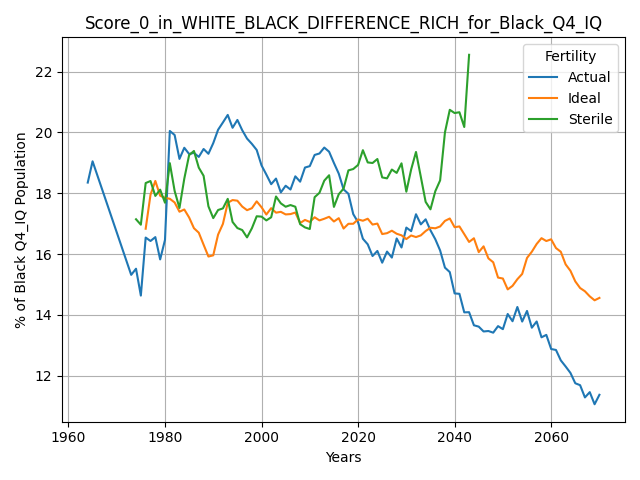 Score_0_in_WHITE_BLACK_DIFFERENCE_RICH_for_Black_Q4_IQ
% of Black Q4_IQ Population
22
20
18
16
14
12
Fertility
Actual
Ideal
Sterile
1960 1980 2000 2020 2040 2060
Years